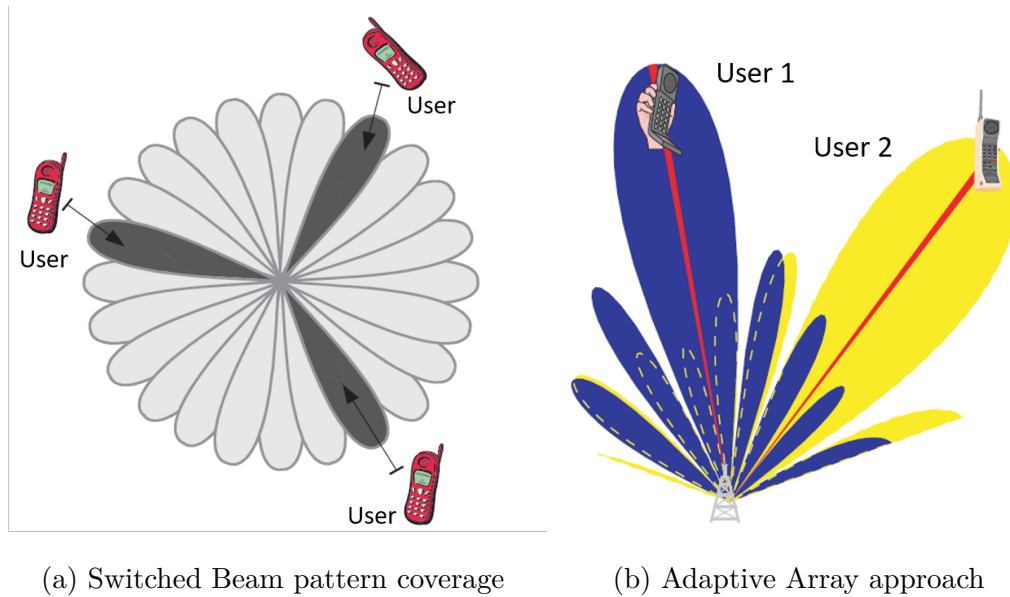 User
User
User
User 1
User 2
(a) Switched Beam pattern coverage
(b) Adaptive Array approach